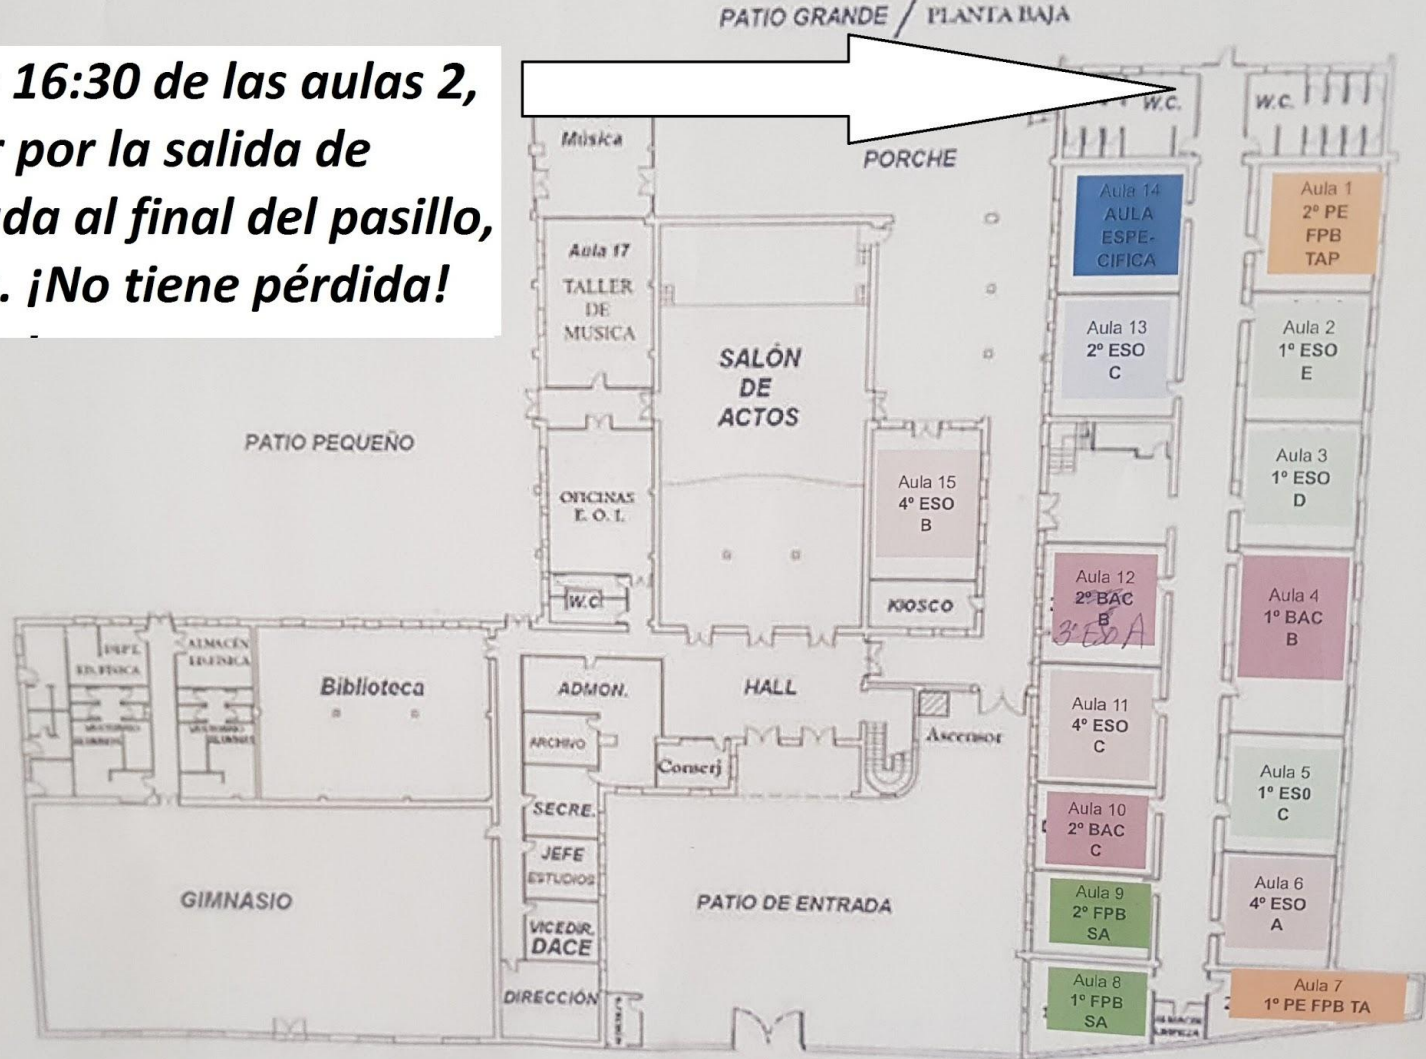 PATIO GRANDE / PLANTA BAJA
16:30 de las aulas 2,
por la salida de
al final del pasillo,
. ¡No tiene pérdida!
W.C.
W.C.
Música
PORCHE
Aula 14
AULA
ESPE-
CIFICA
Aula 1
2º PE
FPB
TAP
Aula 17
TALLER
DE
MUSICA
Aula 13
2º ESO
C
Aula 2
1º ESO
E
SALÓN
DE
ACTOS
PATIO PEQUEÑO
Aula 3
1º ESO
D
Aula 15
4º ESO
B
OFICINAS
E. O. I.
W.C
KIOSCO
Aula 12
2º BAC
B
3º ESO A
Aula 4
1º BAC
B
DEPT.
ED. FISICA
ALMACÉN
ED.FISICA
Biblioteca
ADMON.
HALL
ARCHIVO
Conserj
Ascensor
Aula 11
4º ESO
C
Aula 5
1º ES0
C
SECRE.
Aula 10
2º BAC
C
JEFE
ESTUDIOS
GIMNASIO
PATIO DE ENTRADA
Aula 9
2º FPB
SA
Aula 6
4º ESO
A
VICEDIR.
DACE
DIRECCIÓN
Aula 8
1º FPB
SA
ALMACÉN
LIMPIEZA
Aula 7
1º PE FPB TA